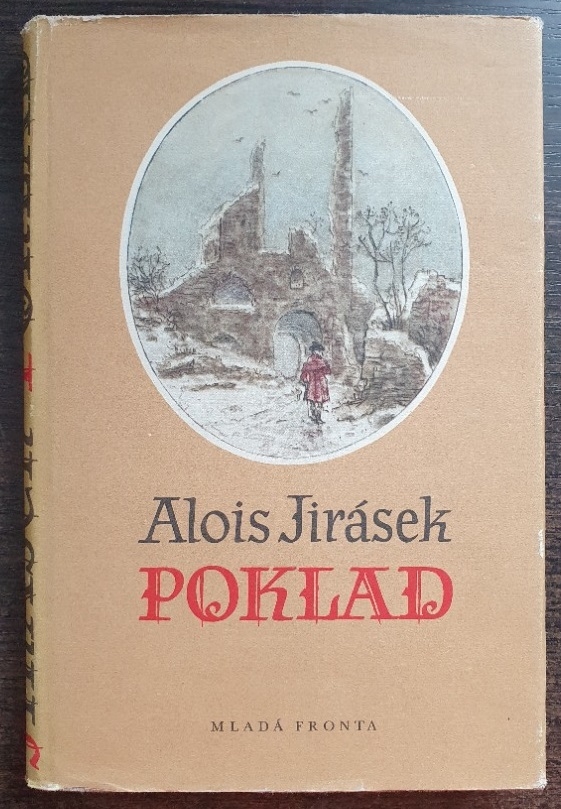 Alois Jirásek
POKLAD
MLADÁ FRONTA